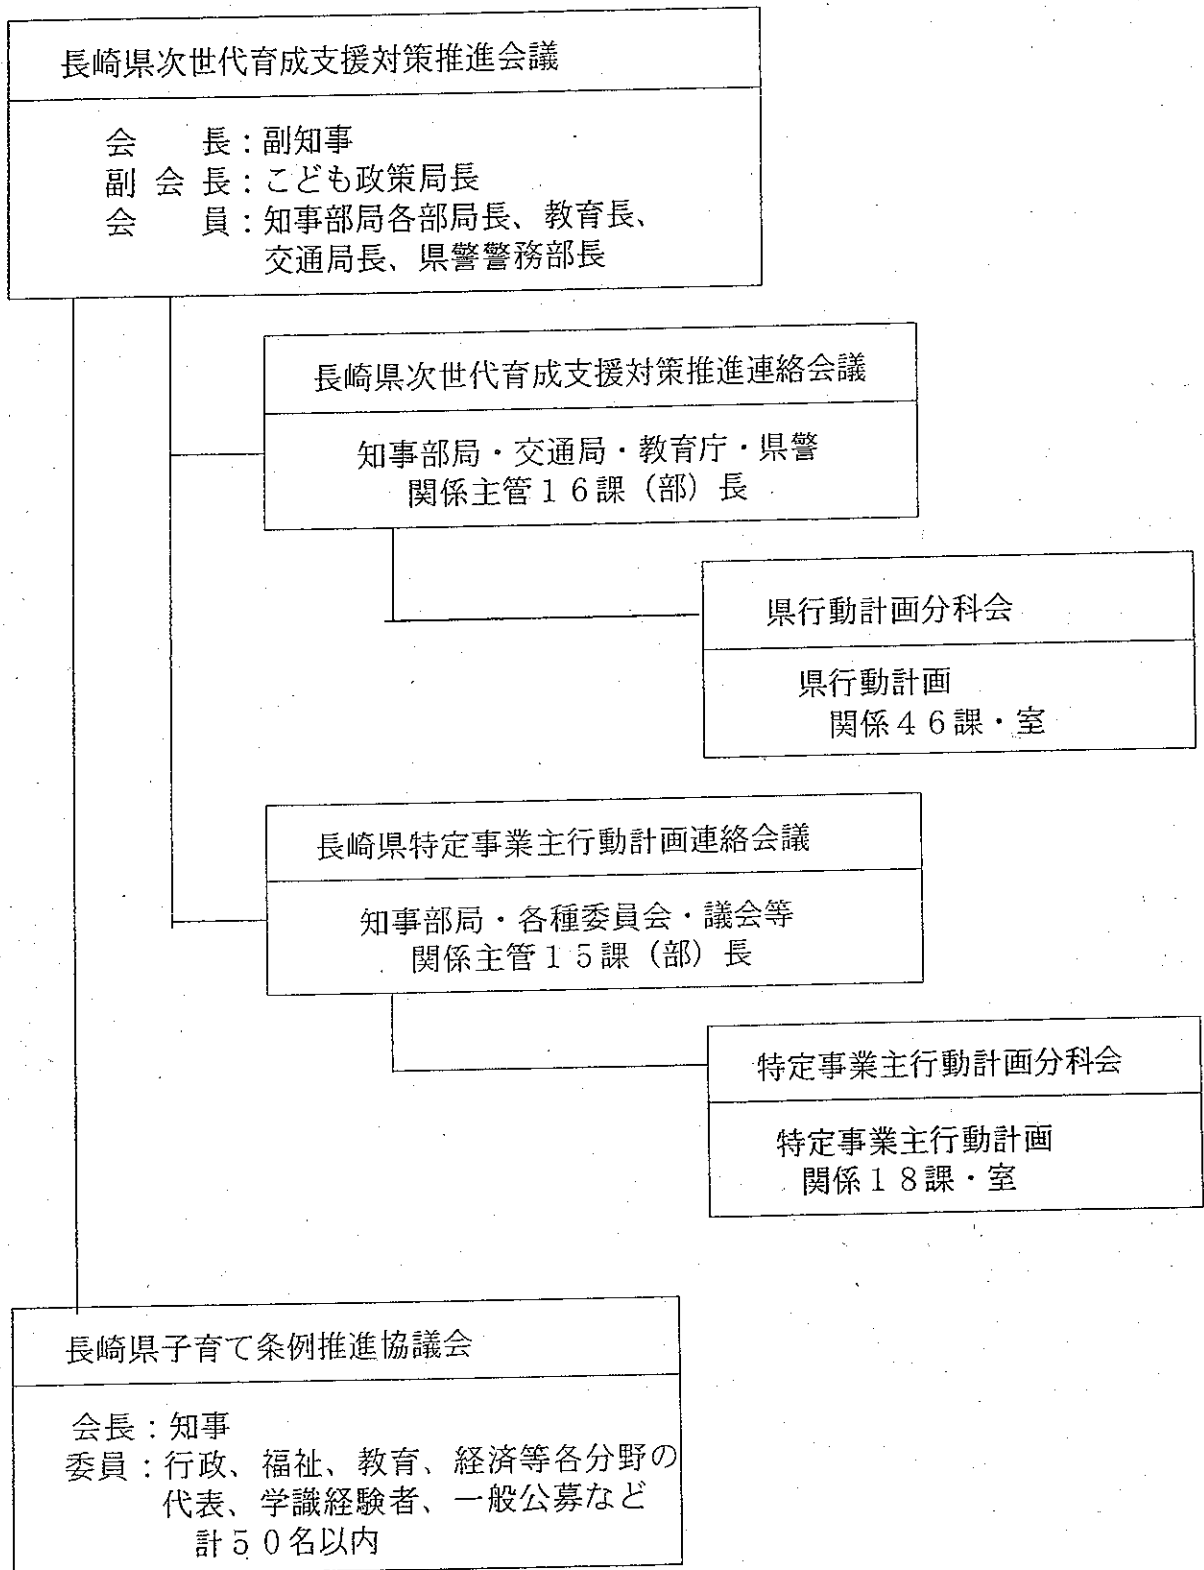 長崎県次世代育成支援対策推進会議
会　　長：副知事
副 会 長：こども政策局長
会　　員：知事部局各部局長、教育長、
交通局長、県警警務部長
長崎県次世代育成支援対策推進連絡会議
知事部局・交通局・教育庁・県警
関係主管１６課（部）長
県行動計画分科会
県行動計画
関係４６課・室
長崎県特定事業主行動計画連絡会議
知事部局・各種委員会・議会等
関係主管１５課（部）長
特定事業主行動計画分科会
特定事業主行動計画
関係１８課・室
長崎県子育て条例推進協議会
会長：知事
委員：行政、福祉、教育、経済等各分野の
代表、学識経験者、一般公募など
計５０名以内